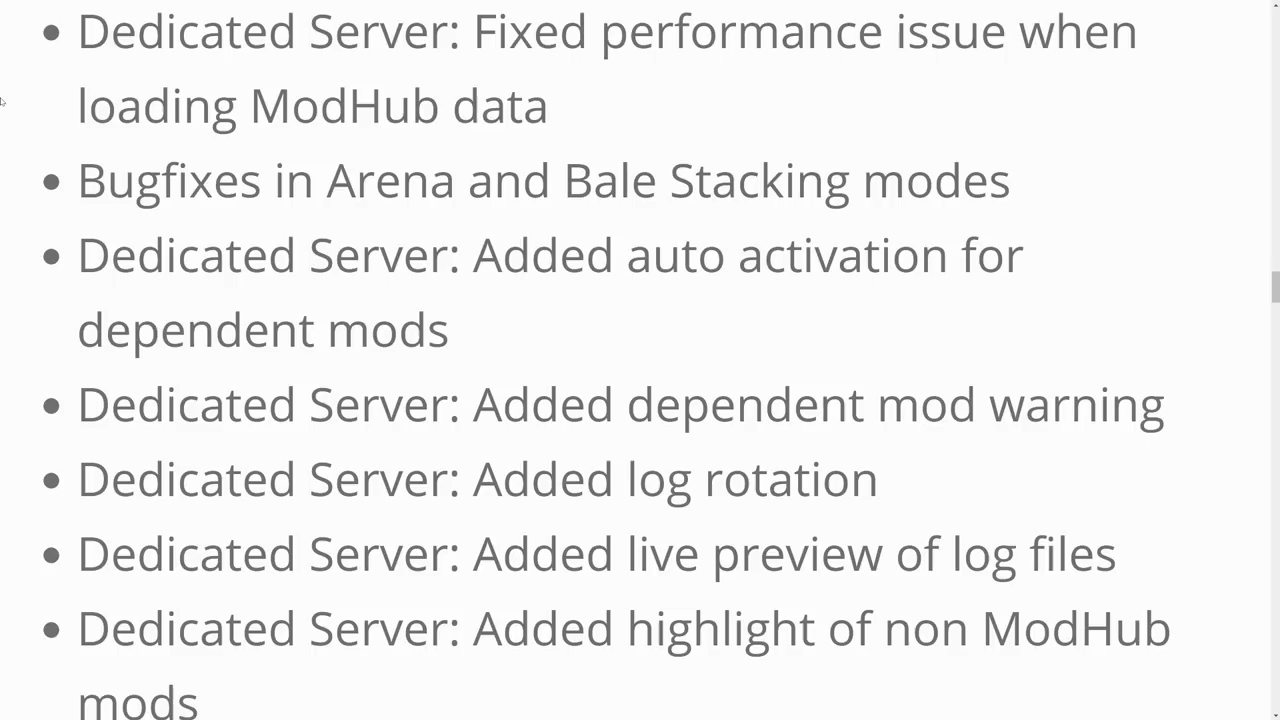 • Dedicated Server: Fixed performance issue when
loading ModHub data
• Bugfixes in Arena and Bale Stacking modes
• Dedicated Server: Added auto activation for
dependent mods
• Dedicated Server: Added dependent mod warning
• Dedicated Server: Added log rotation
• Dedicated Server: Added live preview of log files
• Dedicated Server: Added highlight of non ModHub
mods